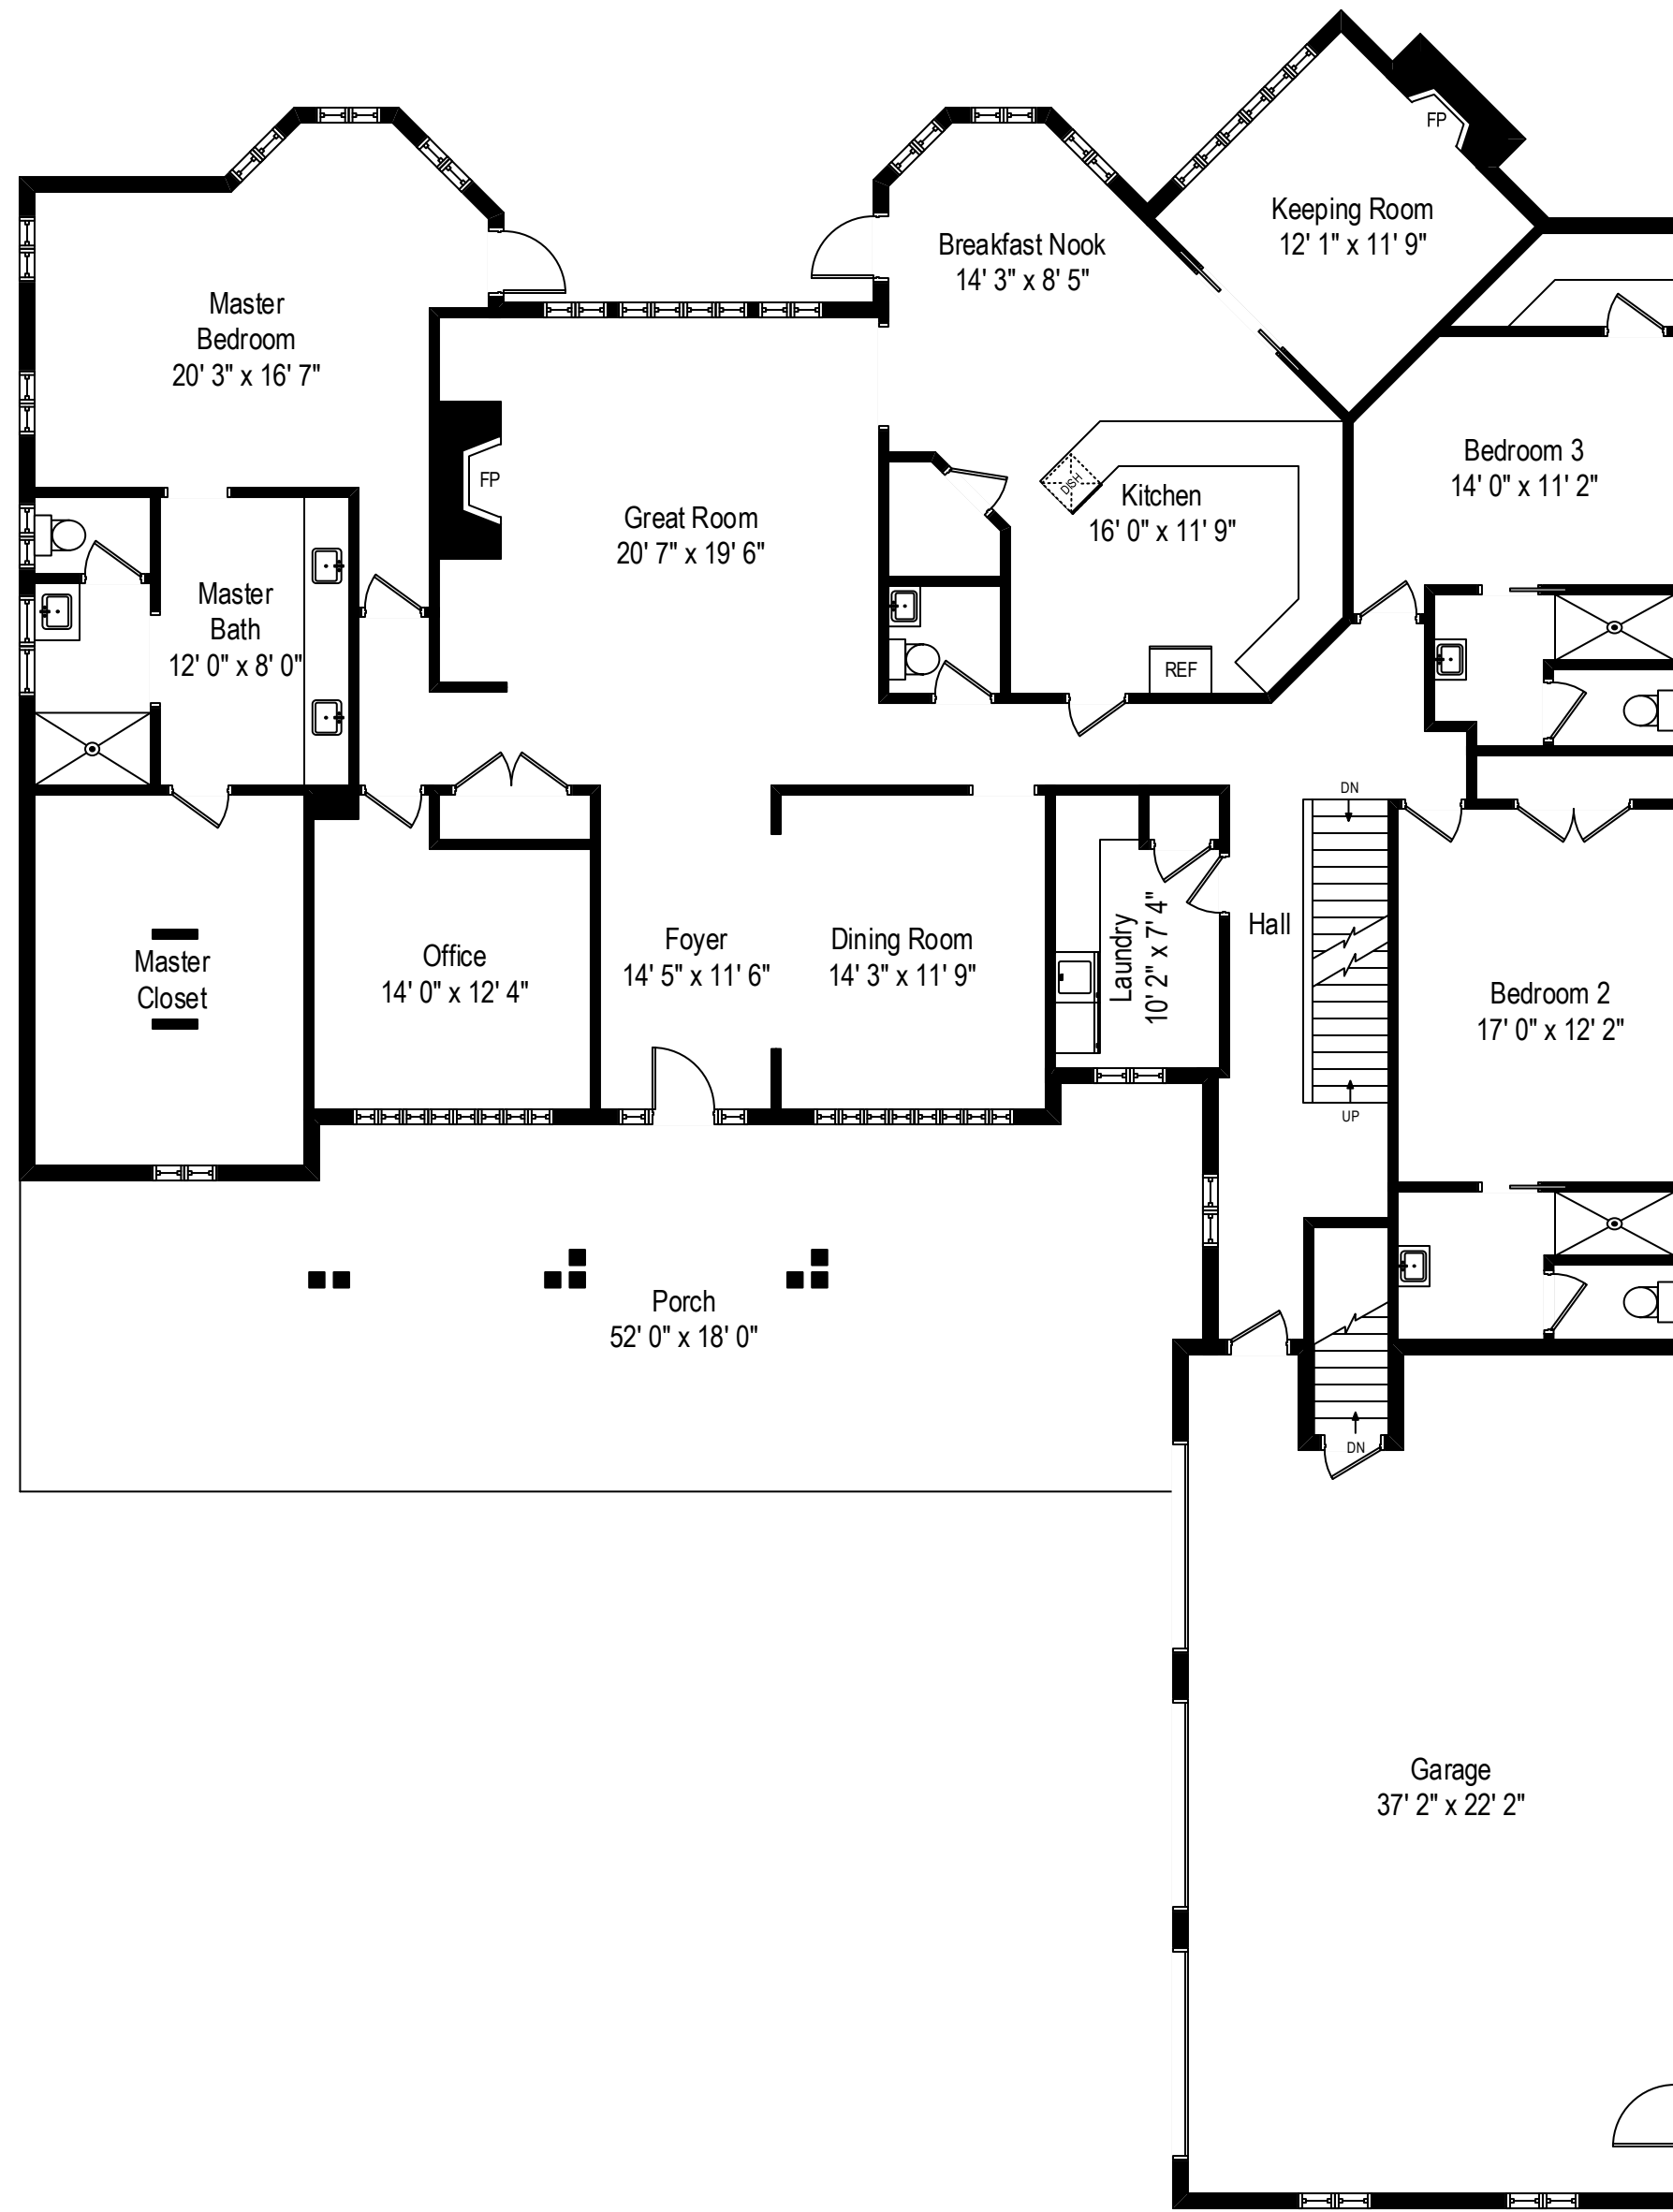 FP
Keeping Room
12' 1" x 11' 9"
Breakfast Nook
14' 3" x 8' 5"
Master
Bedroom
20' 3" x 16' 7"
Bedroom 3
14' 0" x 11' 2"
FP
DISH
Kitchen
16' 0" x 11' 9"
Great Room
20' 7" x 19' 6"
Master
Bath
12' 0" x 8' 0"
REF
DN
Hall
Laundry
10' 2" x 7' 4"
Foyer
14' 5" x 11' 6"
Dining Room
14' 3" x 11' 9"
Office
14' 0" x 12' 4"
Master
Closet
Bedroom 2
17' 0" x 12' 2"
UP
Porch
52' 0" x 18' 0"
DN
Garage
37' 2" x 22' 2"